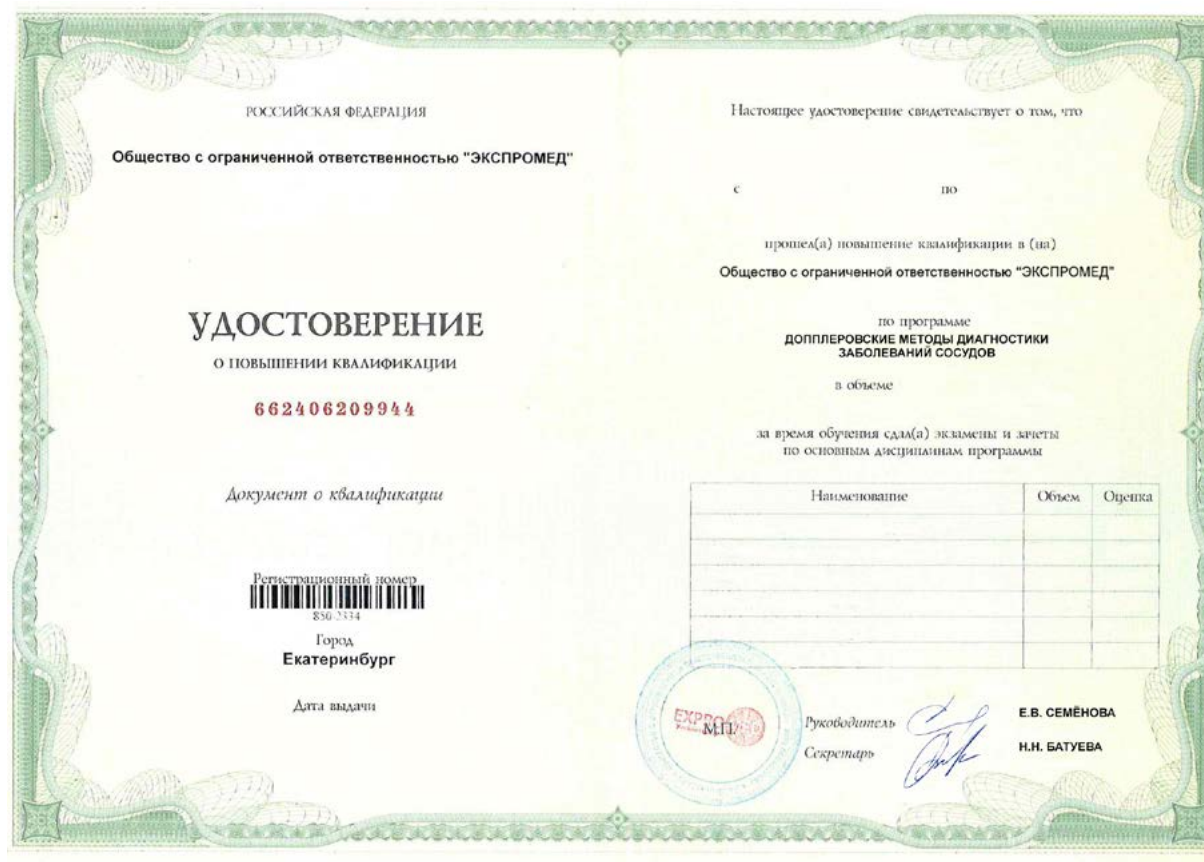 РОССИЙСКАЯ ФЕДЕРАЦИЯ
Общество с ограниченной ответственностью "ЭКСПРОМЕД"
УДОСТОВЕРЕНИЕ
О ПОВЫШЕНИИ КВАЛИФИКАЦИИ
662406209944
Документ о квалификации
Регистрационный номер
850-2334
Город
Екатеринбург
Дата выдачи
Настоящее удостоверение свидетельствует о том, что
с по
прошел(а) повышение квалификации в (на)
Общество с ограниченной ответственностью "ЭКСПРОМЕД"
по программе
ДОППЛЕРОВСКИЕ МЕТОДЫ ДИАГНОСТИКИ
ЗАБОЛЕВАНИЙ СОСУДОВ
в объеме
за время обучения сдал(а) экзамены и зачеты
по основным дисциплинам программы
Наименование Объем Оценка
М.П.
Руководитель Е.В. СЕМЁНОВА
Секретарь Н.Н. БАТУЕВА